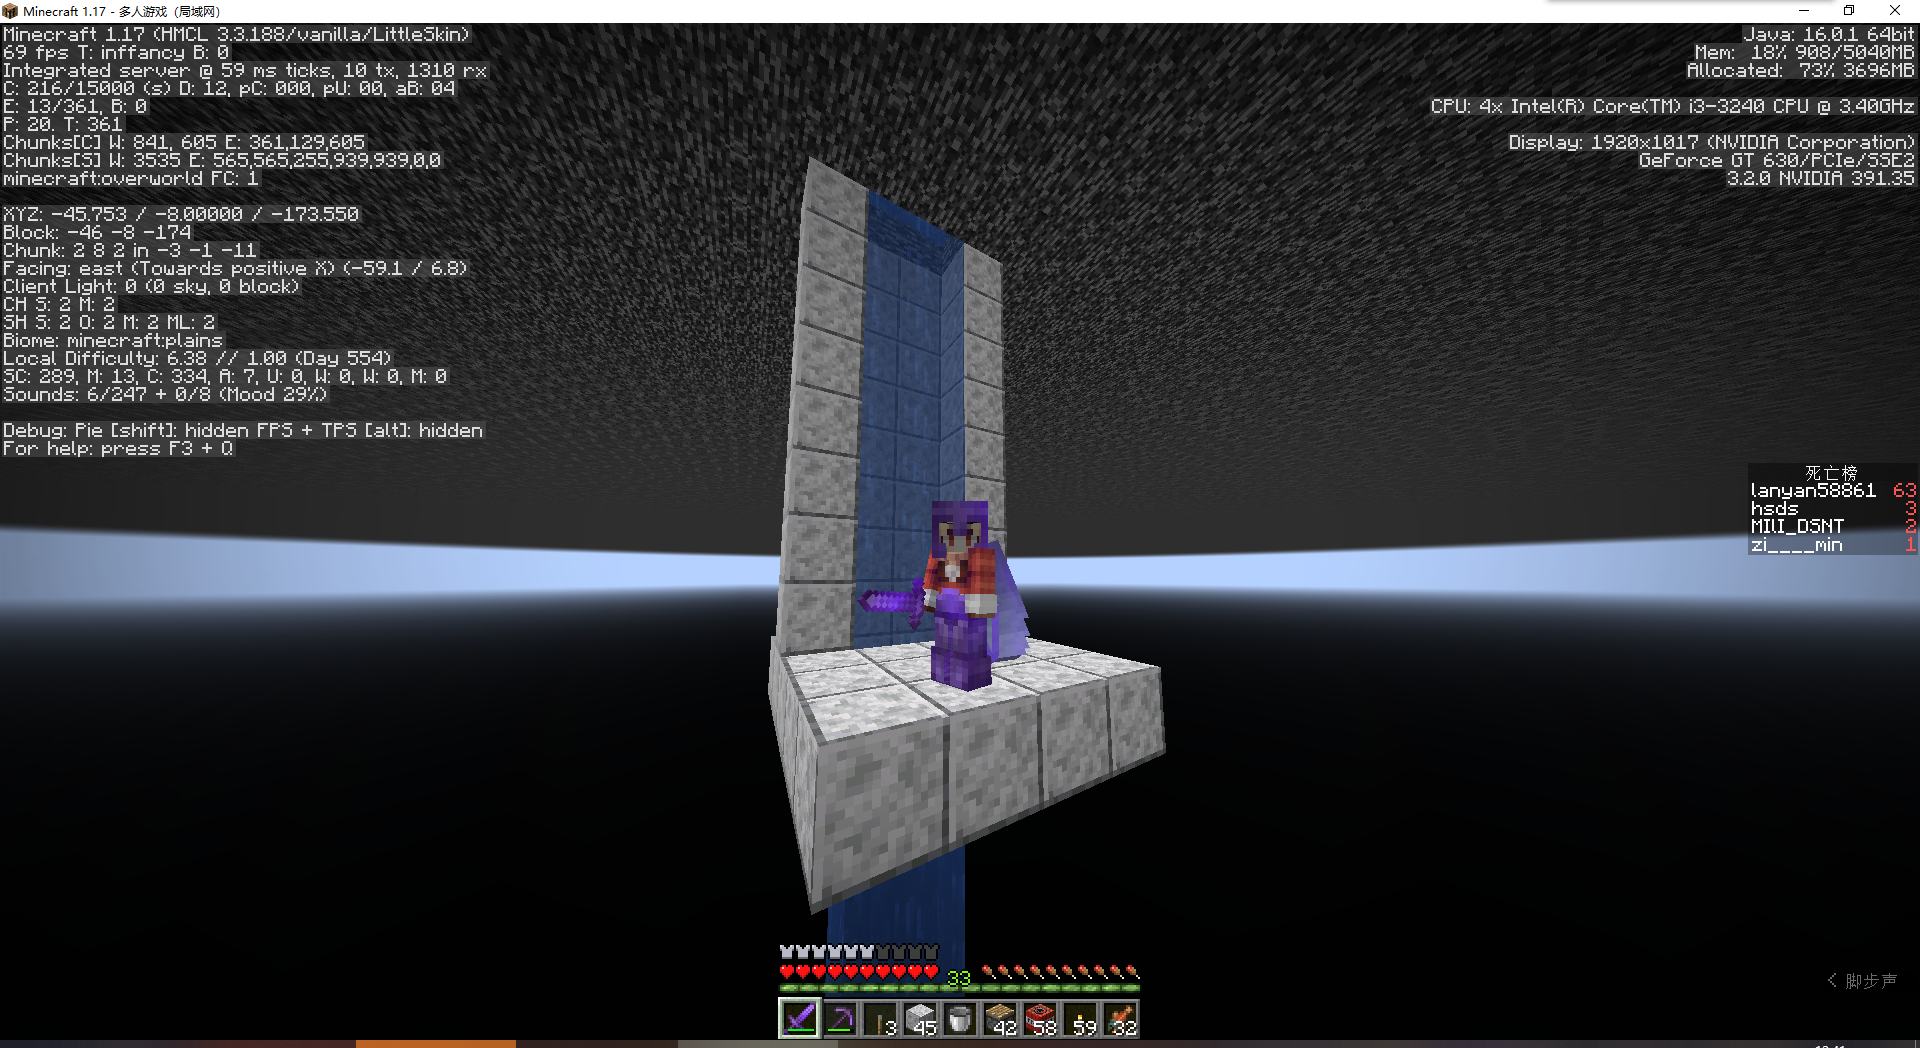 Minecraft 1.17 - 多人游戏（局域网）
Minecraft 1.17 (HMCL 3.3.188/vanilla/LittleSkin)
69 fps T: inffancy B: 0
Integrated server @ 59 ms ticks, 10 tx, 1310 rx
C: 216/15000 (s) D: 12, pC: 000, pU: 00, aB: 04
E: 13/361, B: 0
P: 20. T: 361
Chunks[C] W: 841, 605 E: 361,129,605
Chunks[S] W: 3535 E: 565,565,255,939,939,0,0
minecraft:overworld FC: 1
XYZ: -45.753 / -8.00000 / -173.550
Block: -46 -8 -174
Chunk: 2 8 2 in -3 -1 -11
Facing: east (Towards positive X) (-59.1 / 6.8)
Client Light: 0 (0 sky, 0 block)
CH S: 2 M: 2
SH S: 2 O: 2 M: 2 ML: 2
Biome: minecraft:plains
Local Difficulty: 6.38 // 1.00 (Day 554)
SC: 289, M: 13, C: 334, A: 7, U: 0, W: 0, W: 0, M: 0
Sounds: 6/247 + 0/8 (Mood 29%)
Debug: Pie [shift]: hidden FPS + TPS [alt]: hidden
For help: press F3 + Q
Java: 16.0.1 64bit
Mem: 18% 908/5040MB
Allocated: 73% 3696MB
CPU: 4x Intel(R) Core(TM) i3-3240 CPU @ 3.40GHz
Display: 1920x1017 (NVIDIA Corporation)
GeForce GT 630/PCIe/SSE2
3.2.0 NVIDIA 391.35
死亡榜
lanyan58861 63
hsds 3
MIlI_DSNT 2
zi____min 1
< 脚步声
33
3 45 42 58 59 32